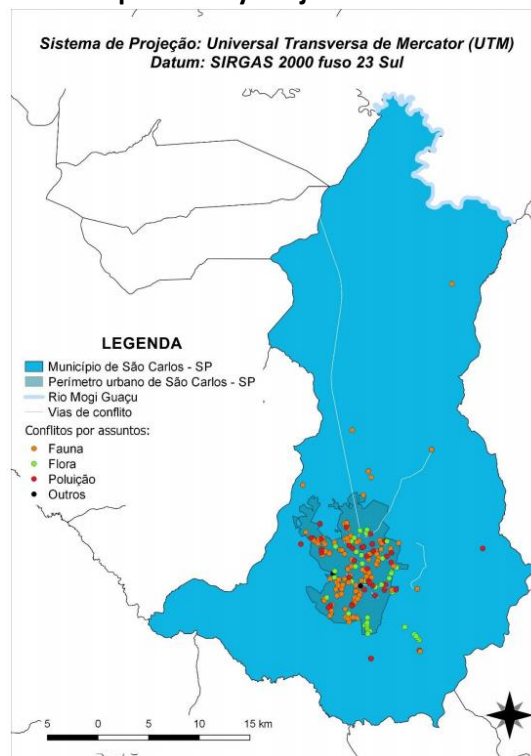 Sistema de Projeção: Universal Transversa de Mercator (UTM)
Datum: SIRGAS 2000 fuso 23 Sul
LEGENDA
Município de São Carlos - SP
Perímetro urbano de São Carlos - SP
Rio Mogi Guaçu
Vias de conflito
Conflitos por assuntos:
Fauna
Flora
Poluição
Outros
5 0 5 10 15 km